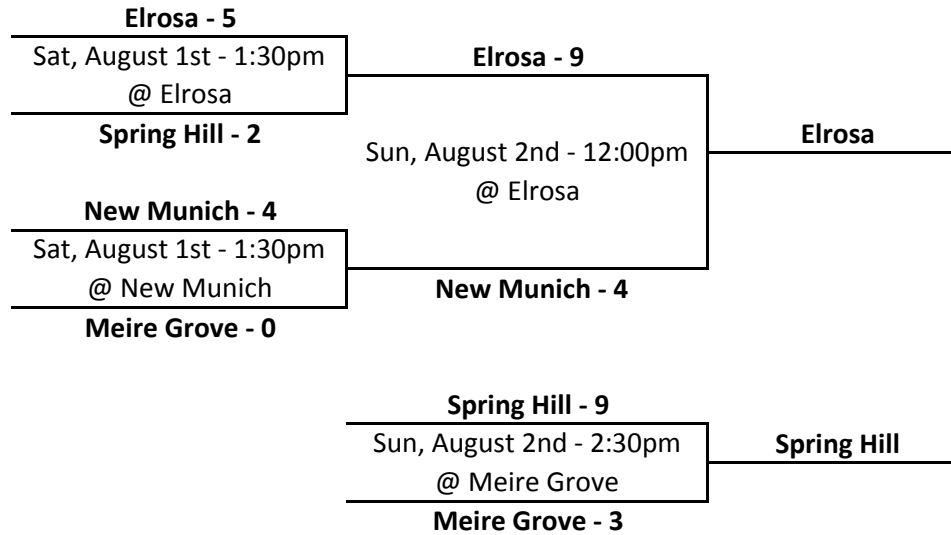 Elrosa - 5
Sat, August 1st - 1:30pm
@ Elrosa
Spring Hill - 2
Elrosa - 9
Sun, August 2nd - 12:00pm
@ Elrosa
Elrosa
New Munich - 4
Sat, August 1st - 1:30pm
@ New Munich
Meire Grove - 0
New Munich - 4
Spring Hill - 9
Sun, August 2nd - 2:30pm
@ Meire Grove
Meire Grove - 3
Spring Hill